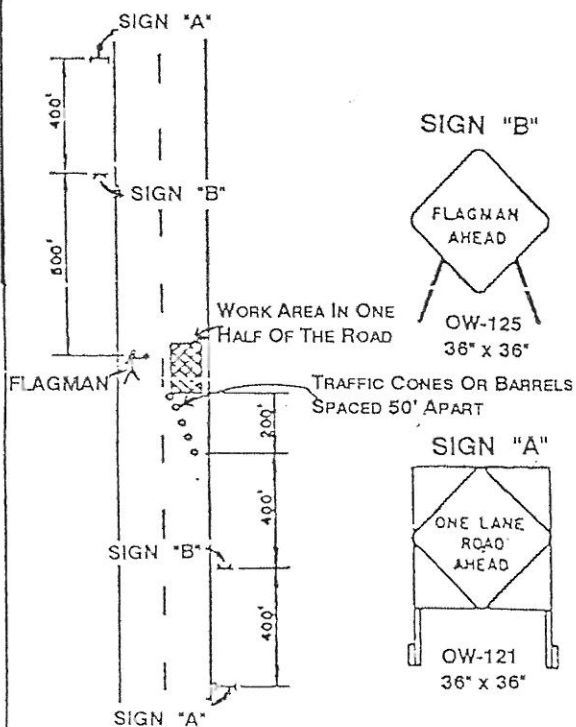 SIGN "A"
400'
SIGN "B"
FLAGMAN
WORK AREA IN ONE
HALF OF THE ROAD
TRAFFIC CONES OR BARRELS
SPACED 50' APART
200'
400'
SIGN "B"
400'
SIGN "A"
SIGN "B"
FLAGMAN
AHEAD
OW-125
36" x 36"
SIGN "A"
ONE LANE
ROAD
AHEAD
OW-121
36" x 36"